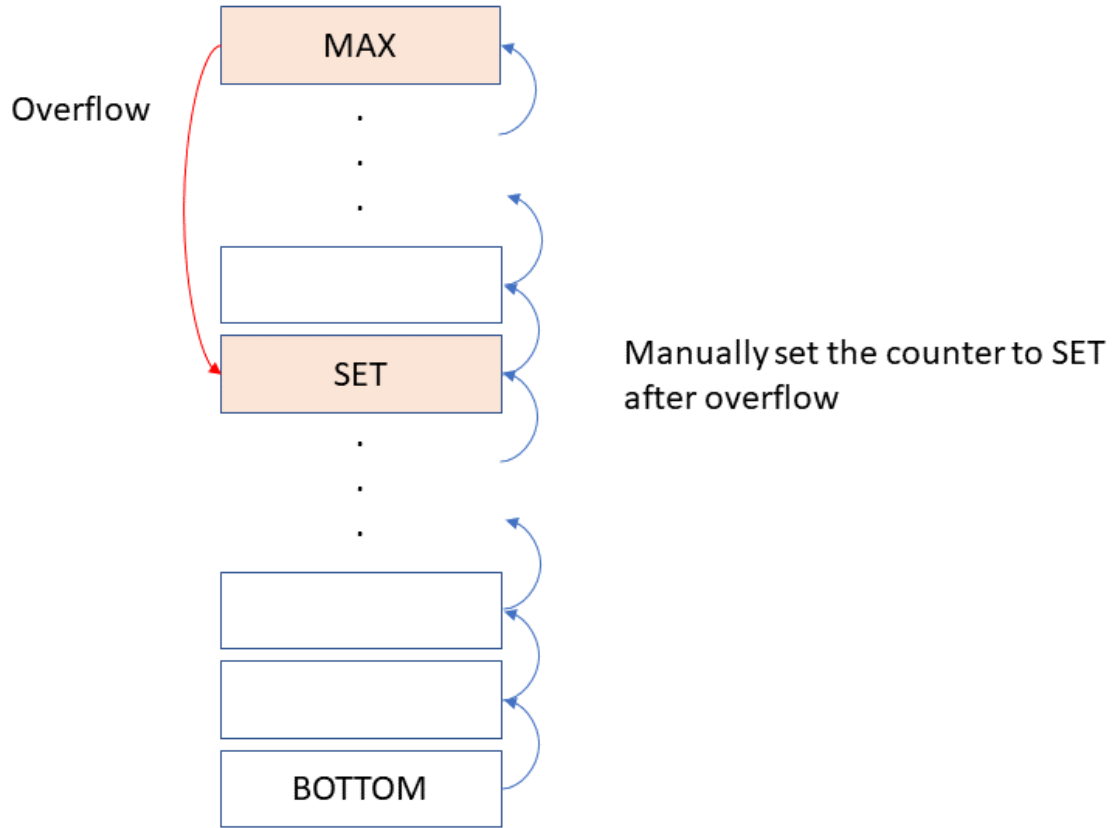 MAX
Overflow
.
.
.
SET
Manually set the counter to SET
after overflow
.
.
.
BOTTOM